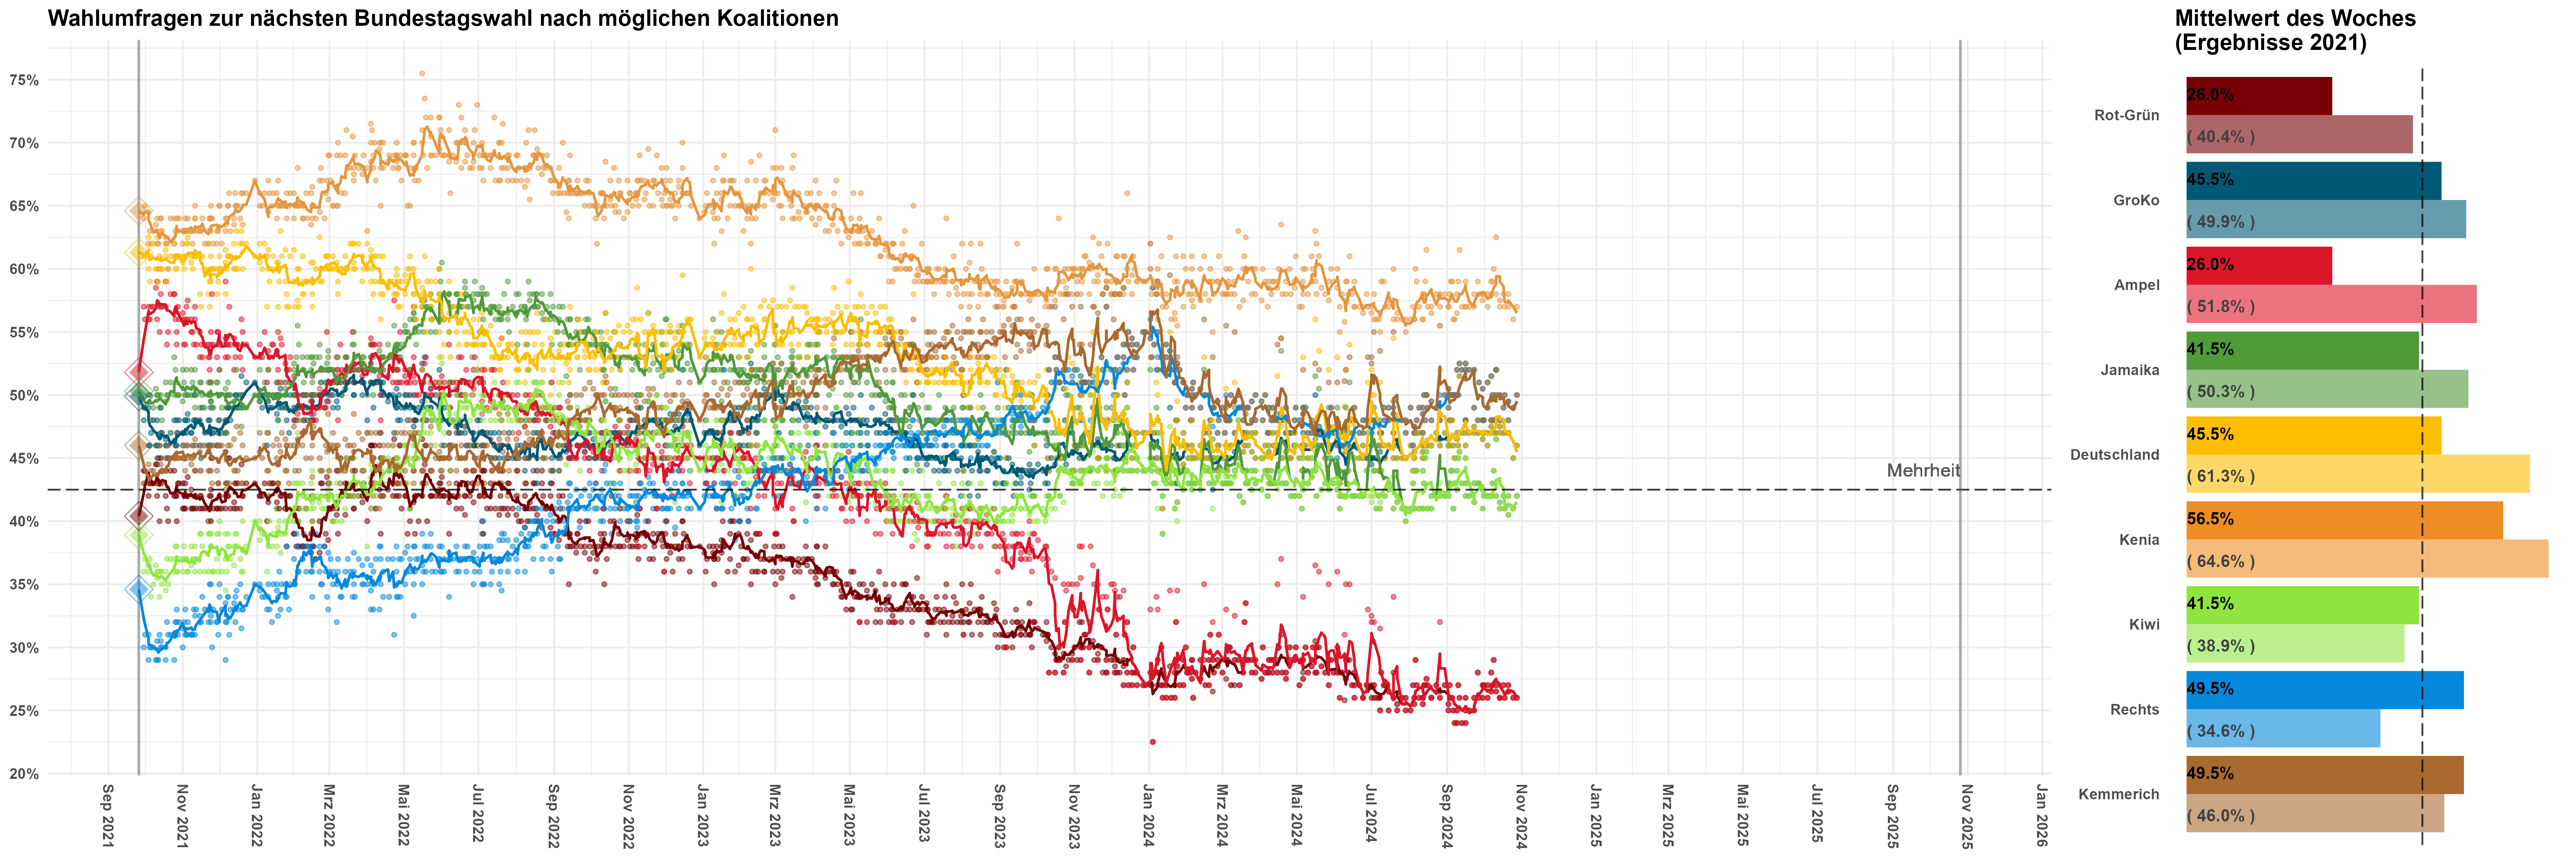 Wahlumfragen zur nächsten Bundestagswahl nach möglichen Koalitionen
75%
70%
65%
60%
55%
50%
45%
40%
35%
30%
25%
20%
Mehrheit
Sep 2021
Nov 2021
Jan 2022
Mrz 2022
Mai 2022
Jul 2022
Sep 2022
Nov 2022
Jan 2023
Mrz 2023
Mai 2023
Jul 2023
Sep 2023
Nov 2023
Jan 2024
Mrz 2024
Mai 2024
Jul 2024
Sep 2024
Nov 2024
Jan 2025
Mrz 2025
Mai 2025
Jul 2025
Sep 2025
Nov 2025
Jan 2026
Mittelwert des Woches
(Ergebnisse 2021)
Rot-Grün
26.0%
( 40.4% )
GroKo
45.5%
( 49.9% )
Ampel
26.0%
( 51.8% )
Jamaika
41.5%
( 50.3% )
Deutschland
45.5%
( 61.3% )
Kenia
56.5%
( 64.6% )
Kiwi
41.5%
( 38.9% )
Rechts
49.5%
( 34.6% )
Kemmerich
49.5%
( 46.0% )